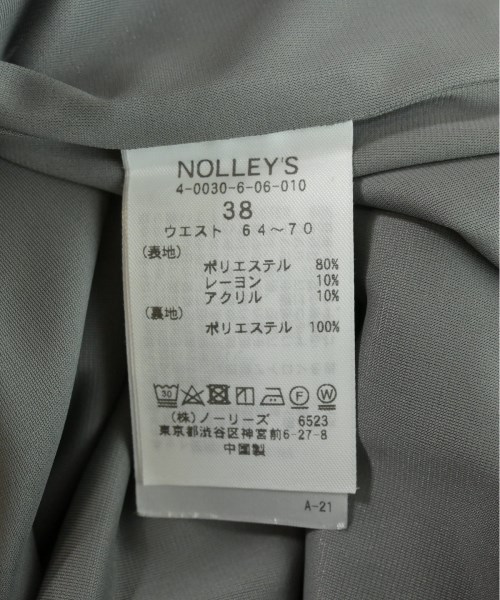 NOLLEY'S
4-0030-6-06-010
38
ウエスト 64～70
(表地)
ポリエステル 80%
レーヨン 10%
アクリル 10%
(裏地)
ポリエステル 100%
30 F W
(株)ノーリーズ 6523
東京都渋谷区神宮前6-27-8
中国製
A-21